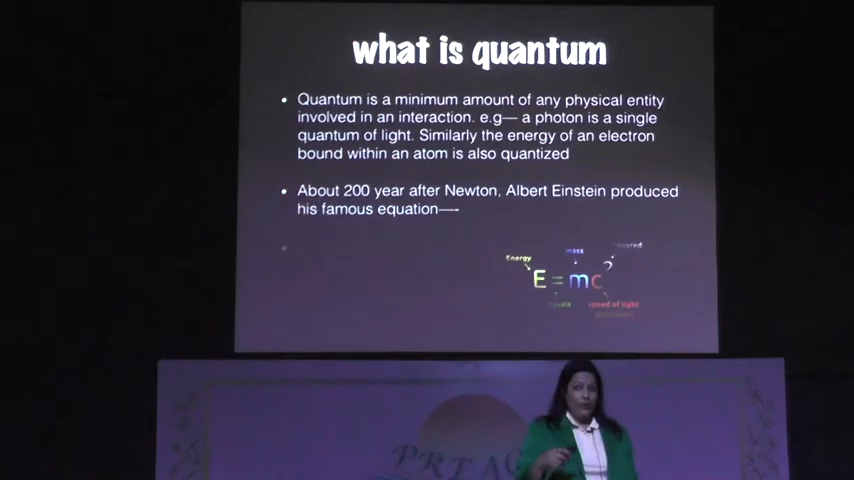 what is quantum
• Quantum is a minimum amount of any physical entity
involved in an interaction. e.g— a photon is a single
quantum of light. Similarly the energy of an electron
bound within an atom is also quantized
• About 200 year after Newton, Albert Einstein produced
his famous equation—-
mass
Energy
E = mc²
speed of light